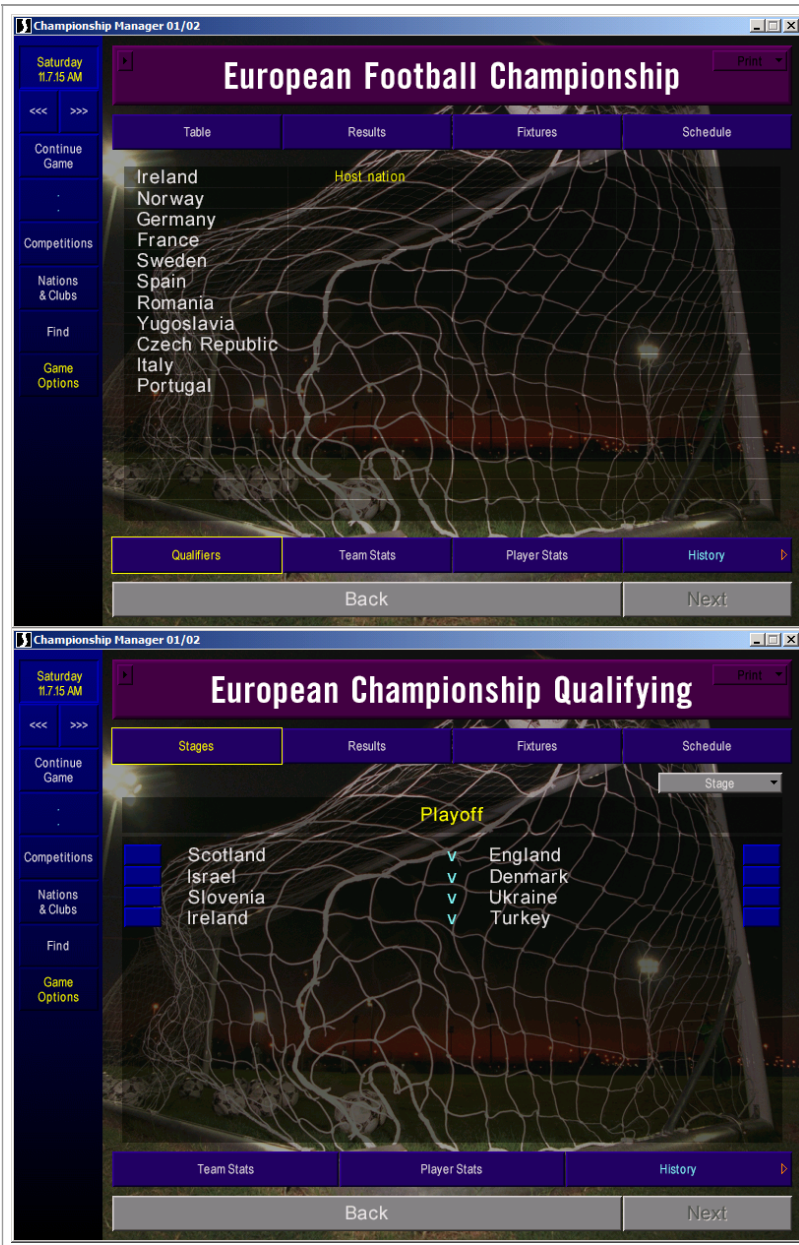 Championship Manager 01/02
Saturday
11.7.15 AM
European Football Championship
Print
<<< >>>
Table Results Fixtures Schedule
Continue
Game
Ireland Host nation
Norway
Germany
France
Sweden
Spain
Romania
Yugoslavia
Czech Republic
Italy
Portugal
Competitions
Nations
& Clubs
Find
Game
Options
Qualifiers Team Stats Player Stats History
Back Next
Championship Manager 01/02
Saturday
11.7.15 AM
European Championship Qualifying
Print
<<< >>>
Stages Results Fixtures Schedule
Continue
Game
Stage
Playoff
Scotland v England
Israel v Denmark
Slovenia v Ukraine
Ireland v Turkey
Competitions
Nations
& Clubs
Find
Game
Options
Team Stats Player Stats History
Back Next